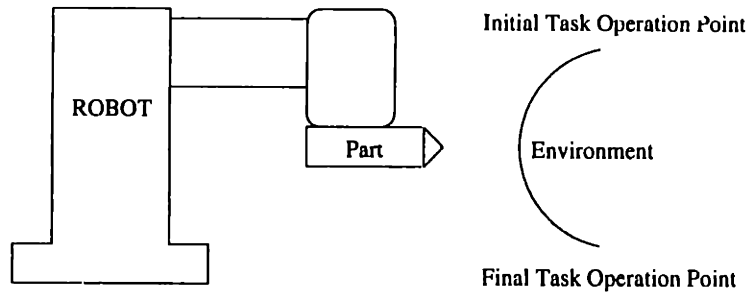 Initial Task Operation Point
ROBOT
Part
Environment
Final Task Operation Point